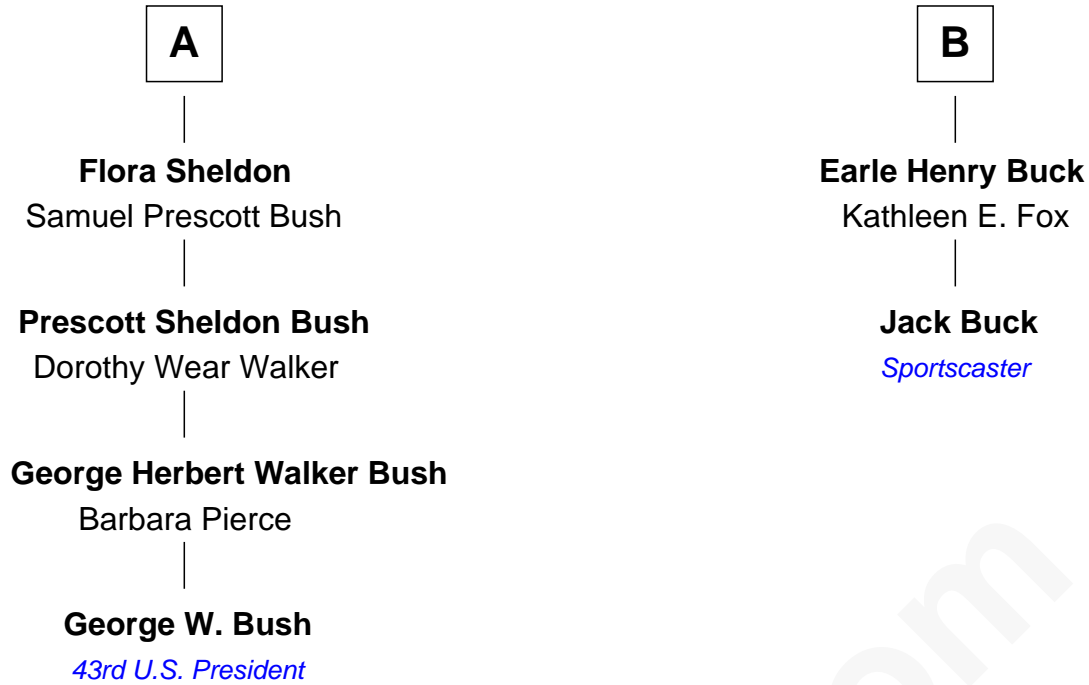 A
Flora Sheldon
Samuel Prescott Bush
Prescott Sheldon Bush
Dorothy Wear Walker
George Herbert Walker Bush
Barbara Pierce
George W. Bush
43rd U.S. President
B
Earle Henry Buck
Kathleen E. Fox
Jack Buck
Sportscaster
om